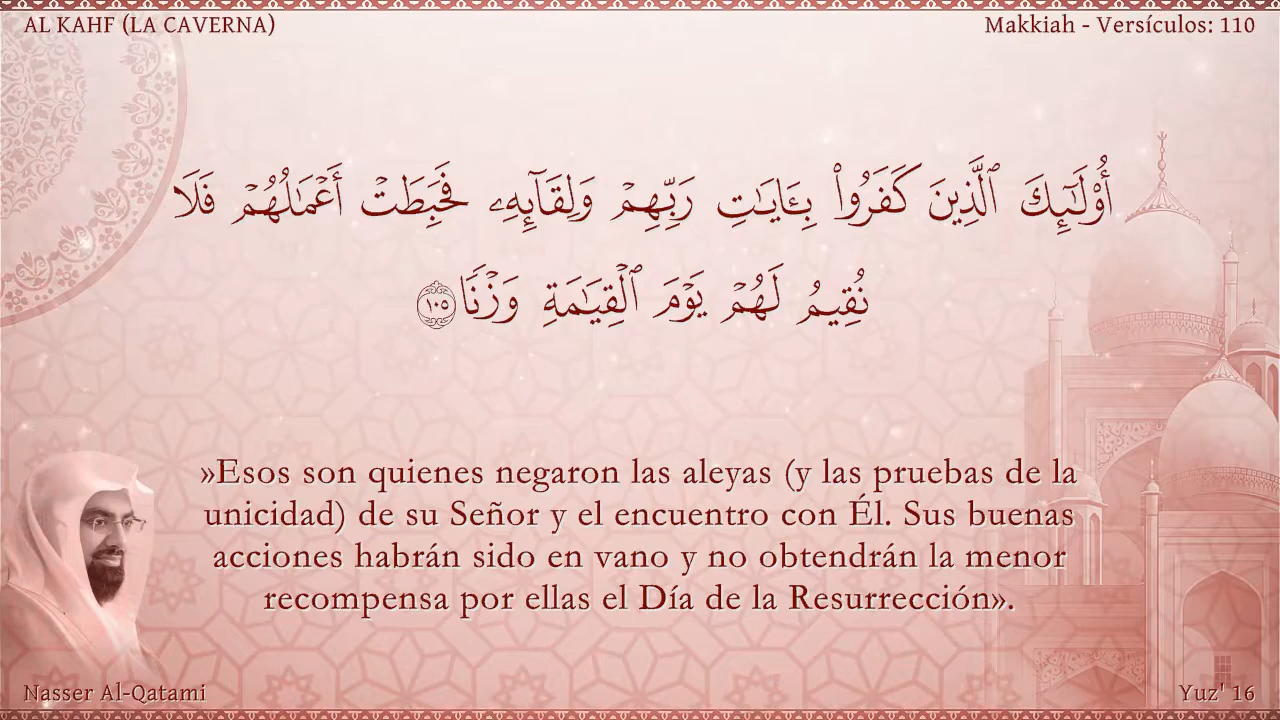 AL KAHF (LA CAVERNA)
Makkiah - Versículos: 110
أُوْلَٰٓئِكَ ٱلَّذِينَ كَفَرُواْ بِـَٔايَٰتِ رَبِّهِمۡ وَلِقَآئِهِۦ فَحَبِطَتۡ أَعۡمَٰلُهُمۡ فَلَا
نُقِيمُ لَهُمۡ يَوۡمَ ٱلۡقِيَٰمَةِ وَزۡنٗا ١٠٥
»Esos son quienes negaron las aleyas (y las pruebas de la
unicidad) de su Señor y el encuentro con Él. Sus buenas
acciones habrán sido en vano y no obtendrán la menor
recompensa por ellas el Día de la Resurrección».
Nasser Al-Qatami
Yuz' 16